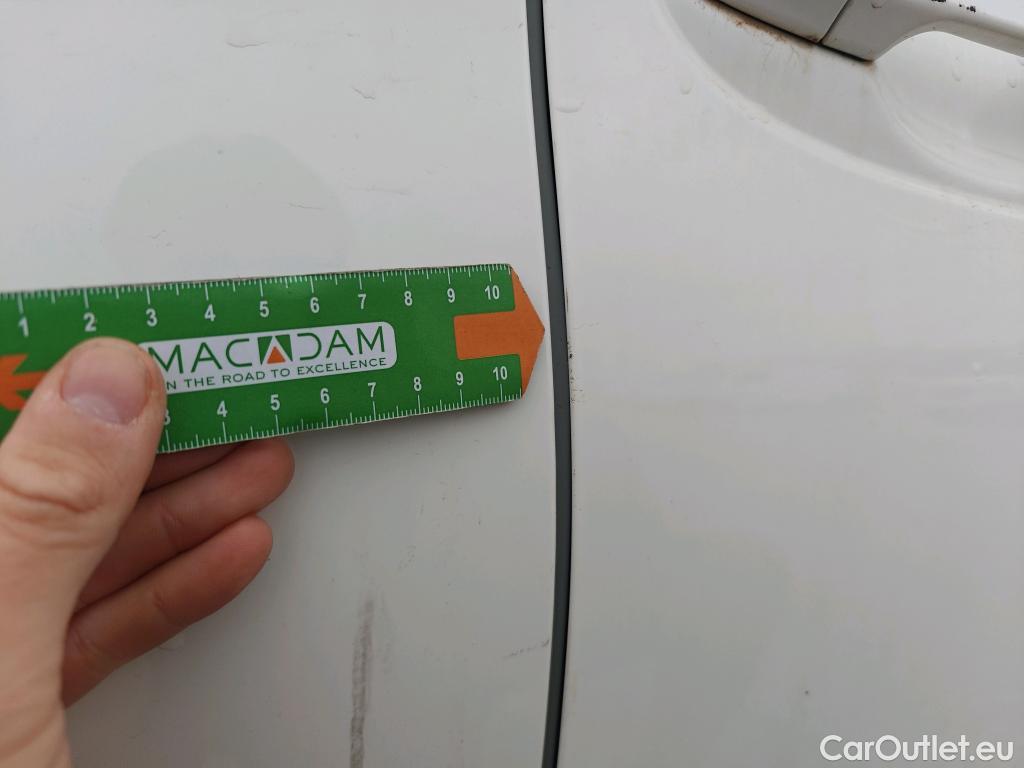 1 2 3 4 5 6 7 8 9 10
MACADAM
ON THE ROAD TO EXCELLENCE
3 4 5 6 7 8 9 10
CarOutlet.eu